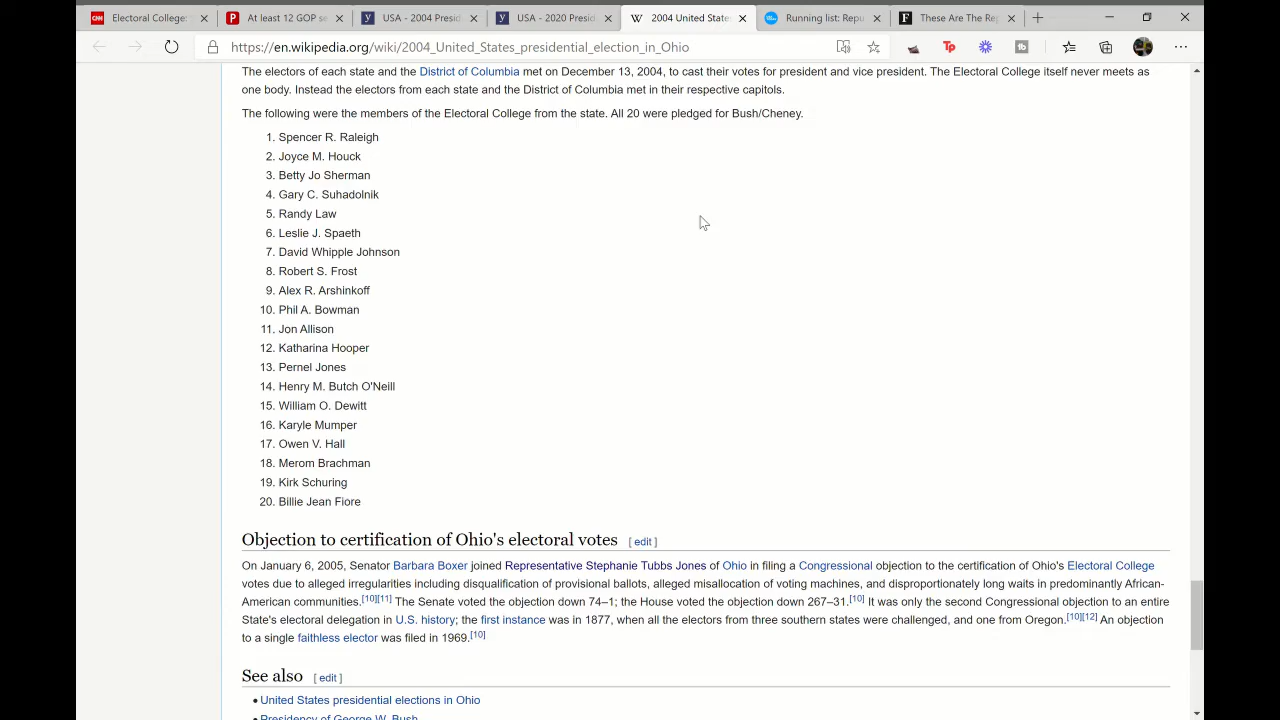 Electoral College:
At least 12 GOP s
USA - 2004 Presid
USA - 2020 Presid
2004 United State
Running list: Repu
These Are The Rep
https://en.wikipedia.org/wiki/2004_United_States_presidential_election_in_Ohio
The electors of each state and the District of Columbia met on December 13, 2004, to cast their votes for president and vice president. The Electoral College itself never meets as
one body. Instead the electors from each state and the District of Columbia met in their respective capitols.
The following were the members of the Electoral College from the state. All 20 were pledged for Bush/Cheney.
1. Spencer R. Raleigh
2. Joyce M. Houck
3. Betty Jo Sherman
4. Gary C. Suhadolnik
5. Randy Law
6. Leslie J. Spaeth
7. David Whipple Johnson
8. Robert S. Frost
9. Alex R. Arshinkoff
10. Phil A. Bowman
11. Jon Allison
12. Katharina Hooper
13. Pernel Jones
14. Henry M. Butch O'Neill
15. William O. Dewitt
16. Karyle Mumper
17. Owen V. Hall
18. Merom Brachman
19. Kirk Schuring
20. Billie Jean Fiore
Objection to certification of Ohio's electoral votes [ edit ]
On January 6, 2005, Senator Barbara Boxer joined Representative Stephanie Tubbs Jones of Ohio in filing a Congressional objection to the certification of Ohio's Electoral College
votes due to alleged irregularities including disqualification of provisional ballots, alleged misallocation of voting machines, and disproportionately long waits in predominantly African-
American communities.[10][11] The Senate voted the objection down 74–1; the House voted the objection down 267–31.[10] It was only the second Congressional objection to an entire
State's electoral delegation in U.S. history; the first instance was in 1877, when all the electors from three southern states were challenged, and one from Oregon.[10][12] An objection
to a single faithless elector was filed in 1969.[10]
See also [ edit ]
• United States presidential elections in Ohio
• Presidency of George W. Bush